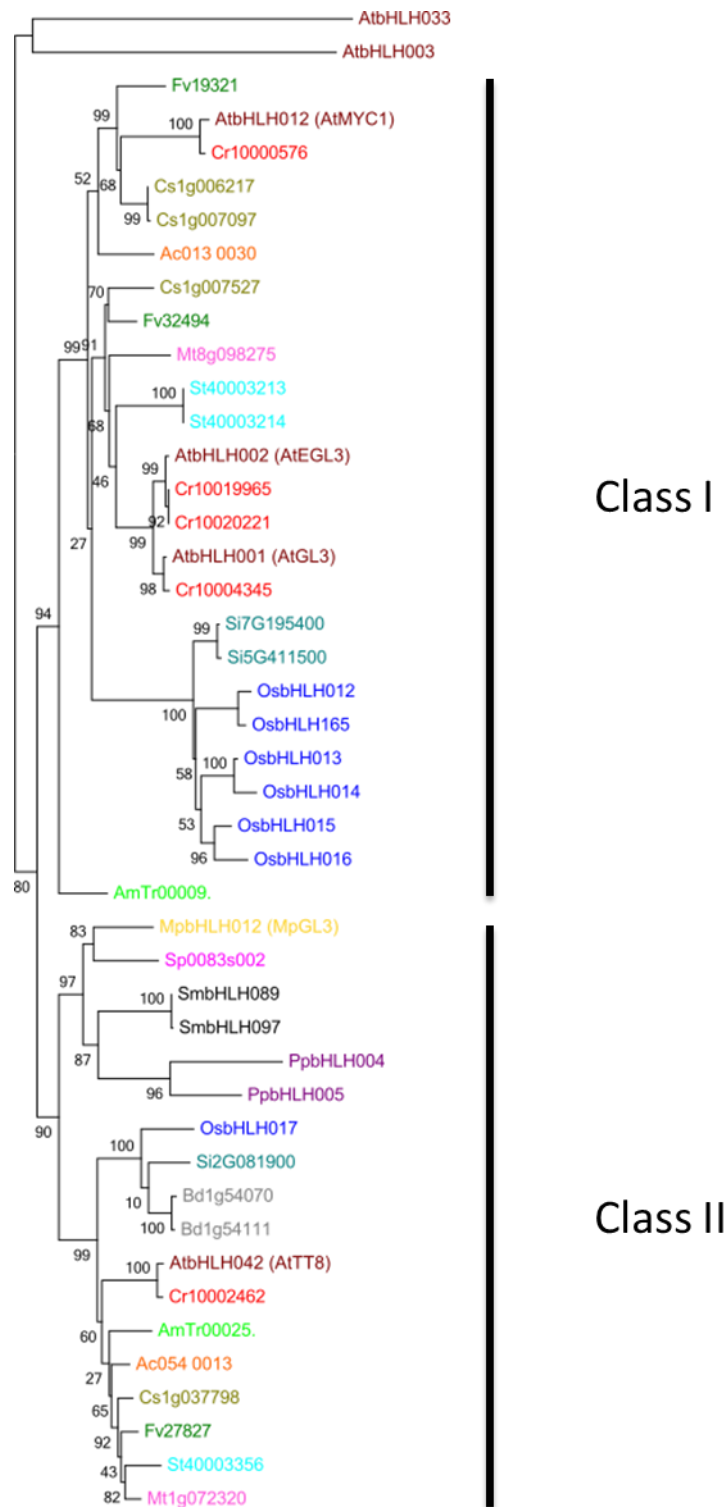 AtbHLH033
AtbHLH003
Fv19321
99
AtbHLH012 (AtMYC1)
100
Cr10000576
52
68
Cs1g006217
99
Cs1g007097
Ac013 0030
70
Cs1g007527
Fv32494
99
91
Mt8g098275
100
St40003213
68
St40003214
AtbHLH002 (AtEGL3)
99
46
Cr10019965
Class I
92
Cr10020221
27
99
AtbHLH001 (AtGL3)
98
Cr10004345
94
99
Si7G195400
Si5G411500
OsbHLH012
100
OsbHLH165
100
OsbHLH013
58
OsbHLH014
53
OsbHLH015
96
OsbHLH016
80
AmTr00009.
83
MpbHLH012 (MpGL3)
Sp0083s002
97
100
SmbHLH089
SmbHLH097
87
PpbHLH004
96
PpbHLH005
90
OsbHLH017
100
Si2G081900
10
Bd1g54070
Class II
100
Bd1g54111
99
AtbHLH042 (AtTT8)
100
Cr10002462
60
AmTr00025.
27
Ac054 0013
65
Cs1g037798
92
Fv27827
43
St40003356
82
Mt1g072320